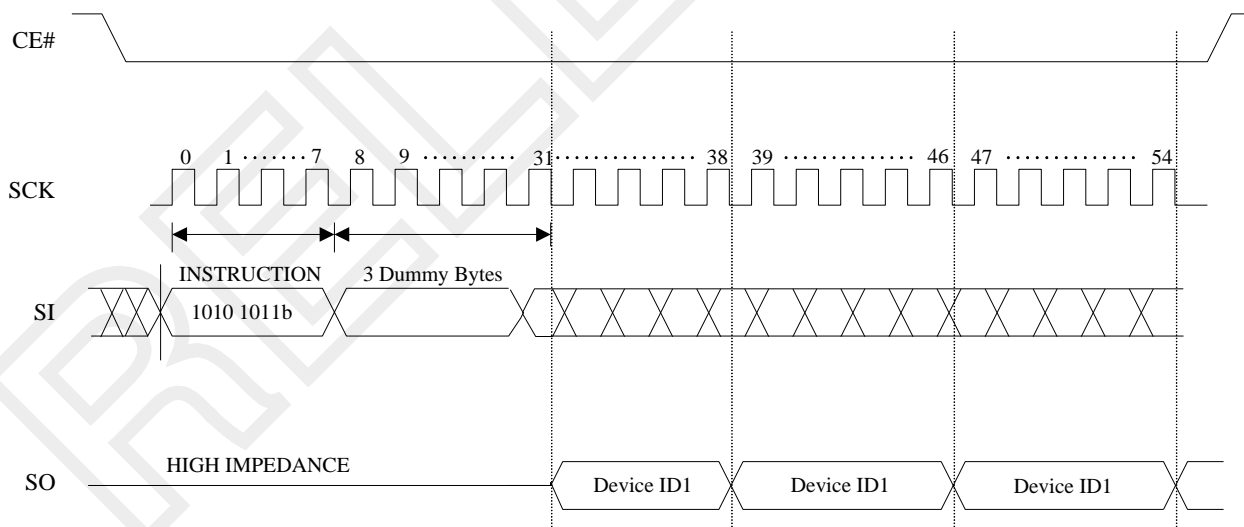 CE#
0 1 ······· 7 8 9 ·········· 31 ·············· 38 39 ············ 46 47 ············ 54
SCK
INSTRUCTION 3 Dummy Bytes
SI 1010 1011b
HIGH IMPEDANCE
SO Device ID1 Device ID1 Device ID1